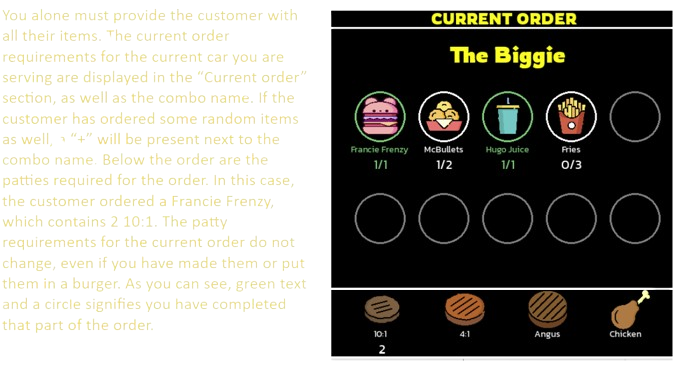 You alone must provide the customer with
all their items. The current order
requirements for the current car you are
serving are displayed in the “Current order”
section, as well as the combo name. If the
customer has ordered some random items
as well, “+” will be present next to the
combo name. Below the order are the
patties required for the order. In this case,
the customer ordered a Francie Frenzy,
which contains 2 10:1. The patty
requirements for the current order do not
change, even if you have made them or put
them in a burger. As you can see, green text
and a circle signifies you have completed
that part of the order.
CURRENT ORDER
The Biggie
Francie Frenzy McBullets Hugo Juice Fries
1/1 1/2 1/1 0/3
10:1 4:1 Angus Chicken
2